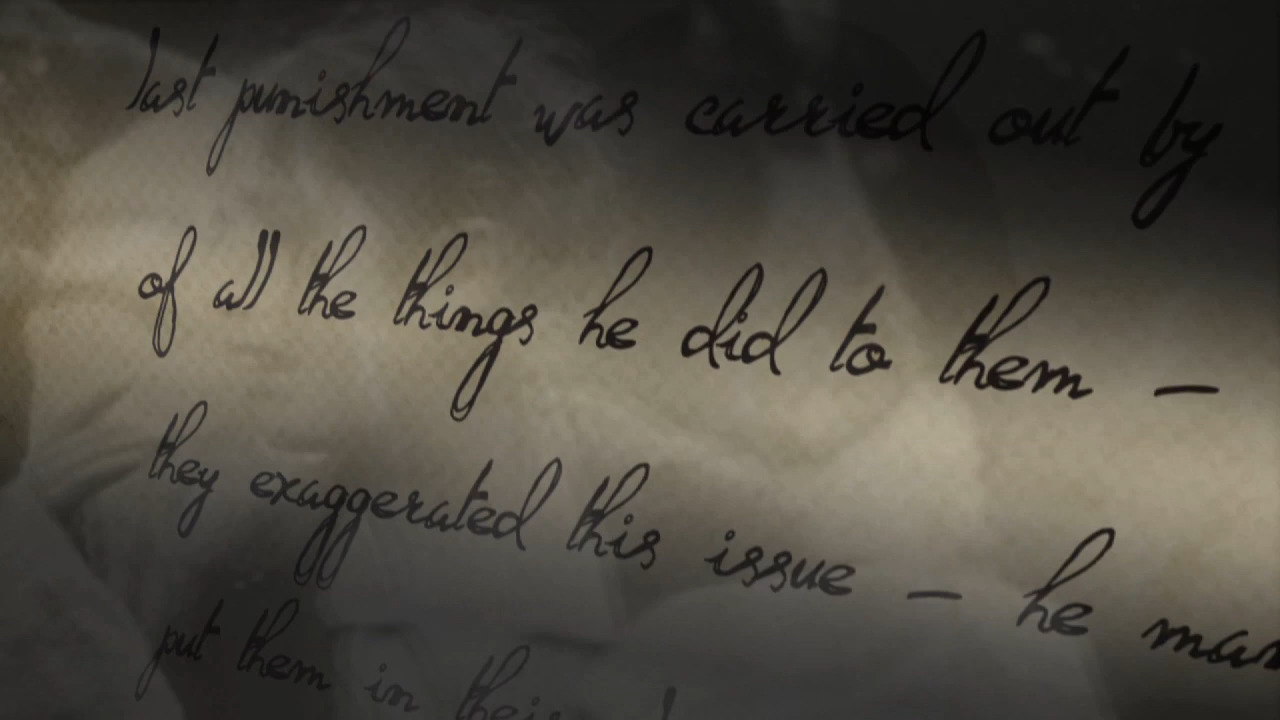 last punishment was carried out by
of all the things he did to them –
they exaggerated this issue – he
put them in their